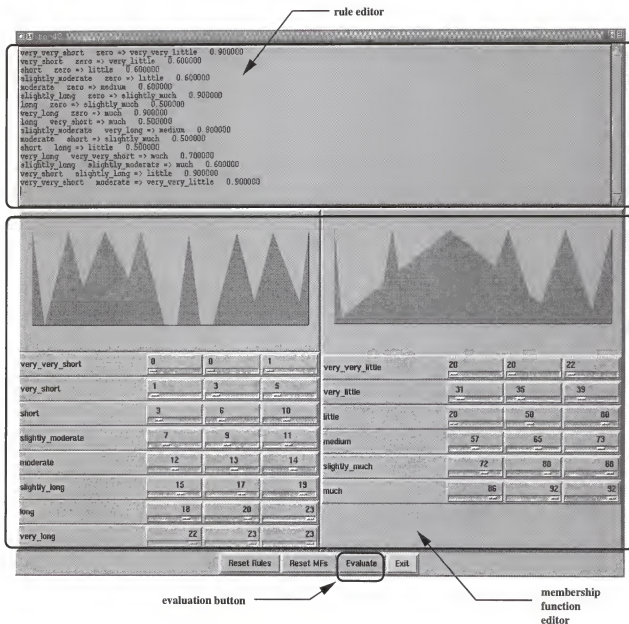 rule editor
very_very_short zero => very_very_little 0.900000
very_short zero => very_little 0.600000
short zero => little 0.600000
slightly_moderate zero => little 0.600000
moderate zero => medium 0.600000
slightly_long zero => slightly_much 0.900000
long zero => slightly_much 0.500000
very_long zero => much 0.900000
long very_short => much 0.500000
slightly_moderate very_long => medium 0.800000
moderate short => slightly_much 0.500000
short long => little 0.500000
very_long very_very_short => much 0.700000
slightly_long slightly_moderate => much 0.600000
very_short slightly_long => little 0.900000
very_very_short moderate => very_very_little 0.900000
very_very_short 0 0 1
very_short 1 3 5
short 3 6 10
slightly_moderate 7 9 11
moderate 12 13 14
slightly_long 15 17 19
long 18 20 23
very_long 22 23 23
very_very_little 20 20 22
very_little 31 35 39
little 20 50 80
medium 57 65 73
slightly_much 72 80 88
much 86 92 92
Reset Rules Reset MFs Evaluate Exit
evaluation button
membership
function
editor